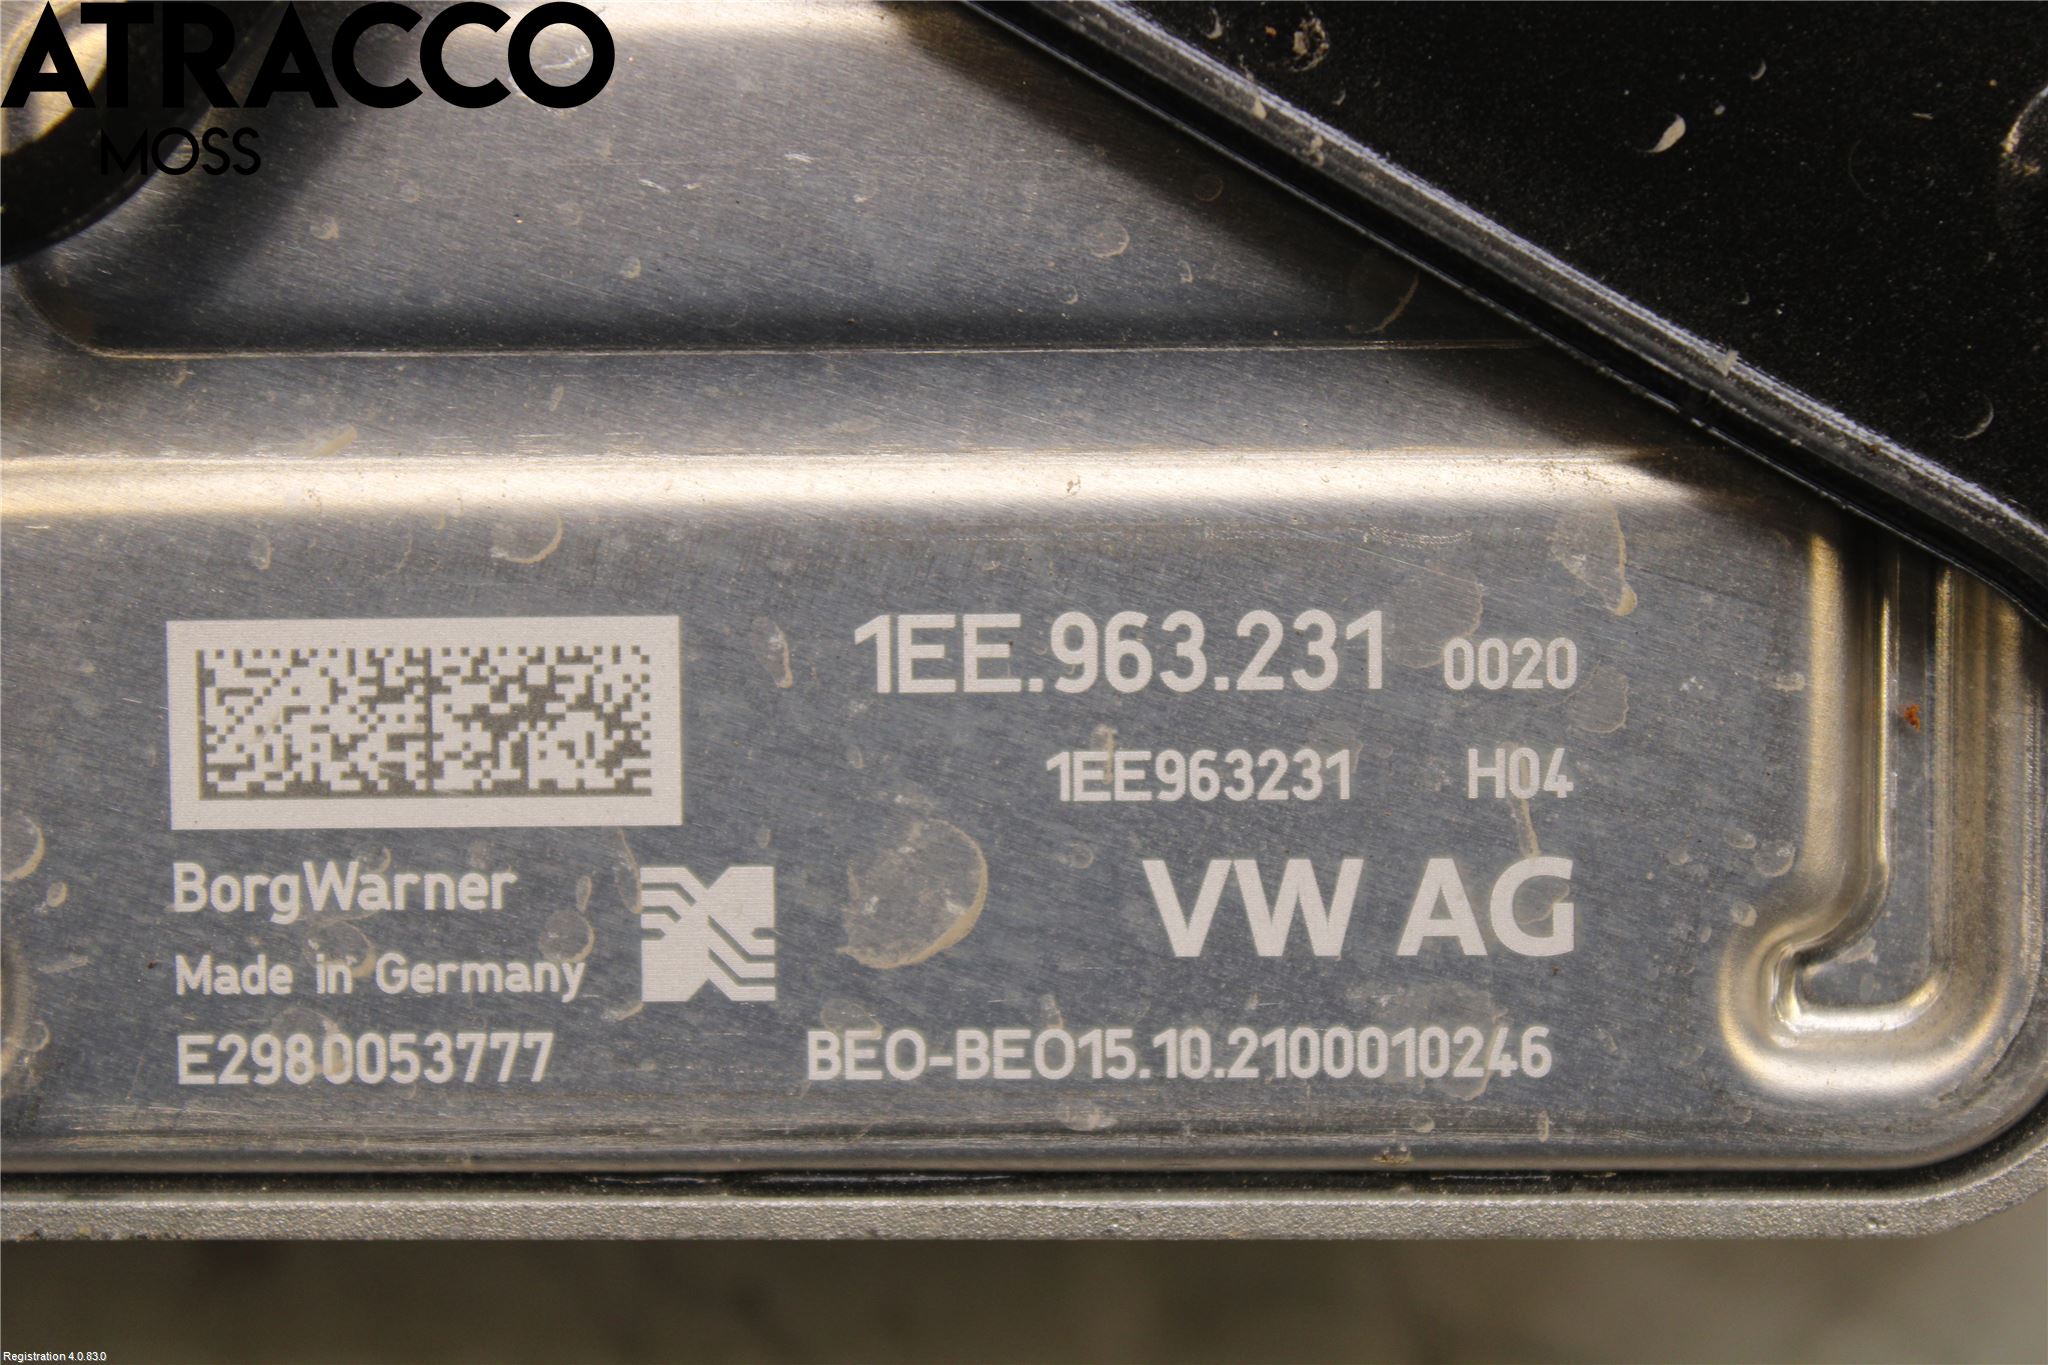 ATRACCO
MOSS
1EE.963.231 0020
1EE963231 H04
VW AG
BorgWarner
Made in Germany
E2980053777
BEO-BEO15.10.2100010246
Registration 4.0.83.0